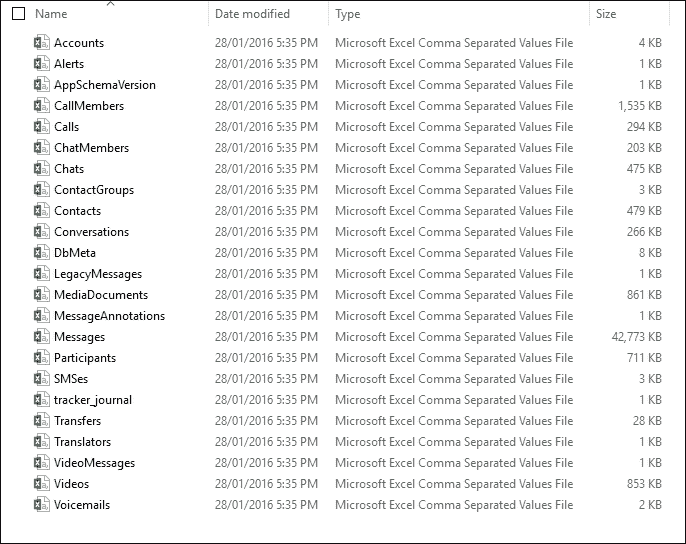 Name Date modified Type Size
Accounts 28/01/2016 5:35 PM Microsoft Excel Comma Separated Values File 4 KB
Alerts 28/01/2016 5:35 PM Microsoft Excel Comma Separated Values File 1 KB
AppSchemaVersion 28/01/2016 5:35 PM Microsoft Excel Comma Separated Values File 1 KB
CallMembers 28/01/2016 5:35 PM Microsoft Excel Comma Separated Values File 1,535 KB
Calls 28/01/2016 5:35 PM Microsoft Excel Comma Separated Values File 294 KB
ChatMembers 28/01/2016 5:35 PM Microsoft Excel Comma Separated Values File 203 KB
Chats 28/01/2016 5:35 PM Microsoft Excel Comma Separated Values File 475 KB
ContactGroups 28/01/2016 5:35 PM Microsoft Excel Comma Separated Values File 3 KB
Contacts 28/01/2016 5:35 PM Microsoft Excel Comma Separated Values File 479 KB
Conversations 28/01/2016 5:35 PM Microsoft Excel Comma Separated Values File 266 KB
DbMeta 28/01/2016 5:35 PM Microsoft Excel Comma Separated Values File 8 KB
LegacyMessages 28/01/2016 5:35 PM Microsoft Excel Comma Separated Values File 1 KB
MediaDocuments 28/01/2016 5:35 PM Microsoft Excel Comma Separated Values File 861 KB
MessageAnnotations 28/01/2016 5:35 PM Microsoft Excel Comma Separated Values File 1 KB
Messages 28/01/2016 5:35 PM Microsoft Excel Comma Separated Values File 42,773 KB
Participants 28/01/2016 5:35 PM Microsoft Excel Comma Separated Values File 711 KB
SMSes 28/01/2016 5:35 PM Microsoft Excel Comma Separated Values File 3 KB
tracker_journal 28/01/2016 5:35 PM Microsoft Excel Comma Separated Values File 1 KB
Transfers 28/01/2016 5:35 PM Microsoft Excel Comma Separated Values File 28 KB
Translators 28/01/2016 5:35 PM Microsoft Excel Comma Separated Values File 1 KB
VideoMessages 28/01/2016 5:35 PM Microsoft Excel Comma Separated Values File 1 KB
Videos 28/01/2016 5:35 PM Microsoft Excel Comma Separated Values File 853 KB
Voicemails 28/01/2016 5:35 PM Microsoft Excel Comma Separated Values File 2 KB